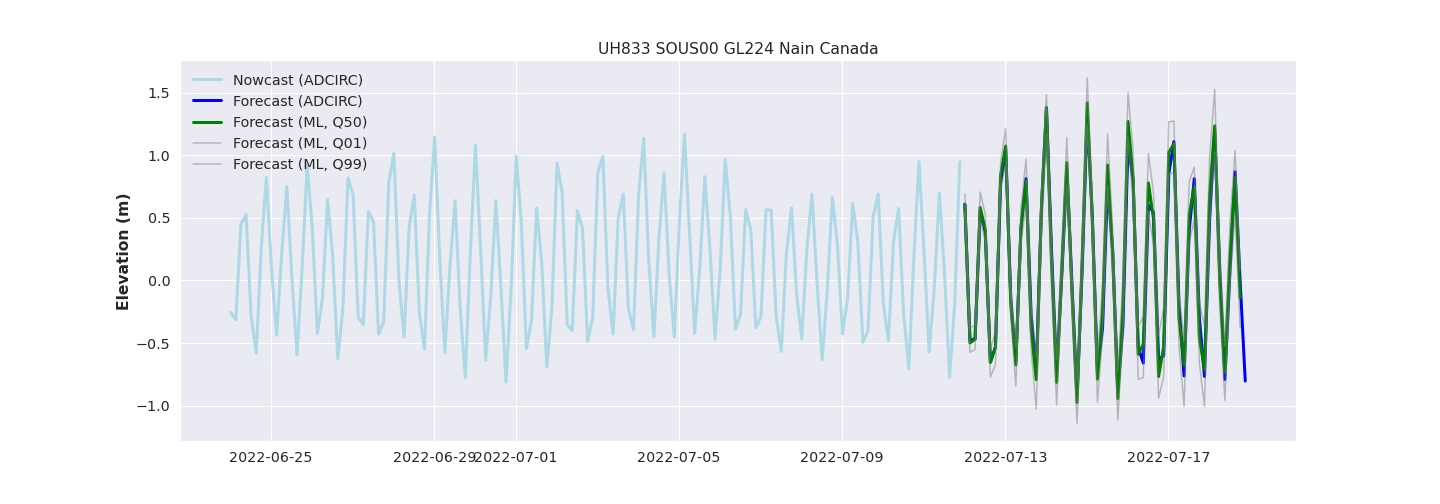 UH833 SOUS00 GL224 Nain Canada
Nowcast (ADCIRC)
Forecast (ADCIRC)
Forecast (ML, Q50)
Forecast (ML, Q01)
Forecast (ML, Q99)
Elevation (m)
1.5
1.0
0.5
0.0
−0.5
−1.0
2022-06-25
2022-06-29
2022-07-01
2022-07-05
2022-07-09
2022-07-13
2022-07-17